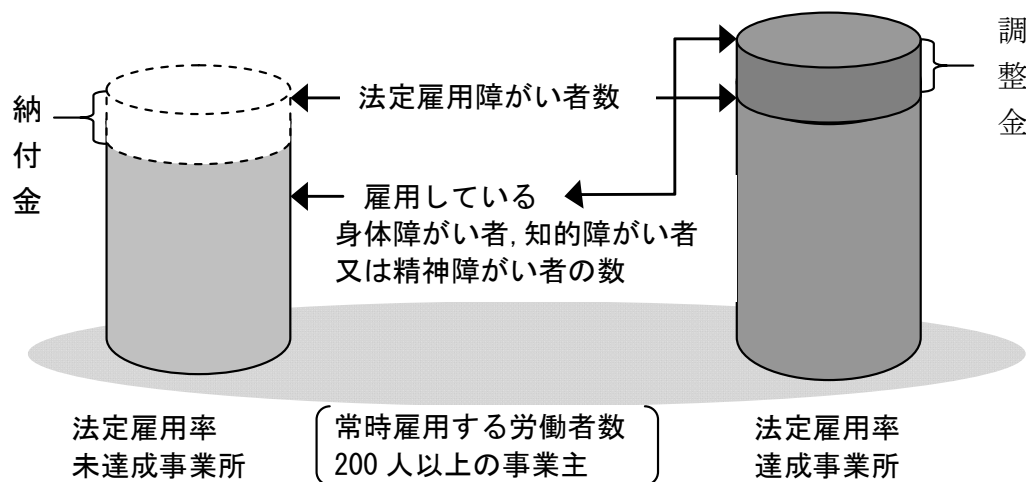 納付金
法定雇用障がい者数
調整金
雇用している
身体障がい者,知的障がい者
又は精神障がい者の数
法定雇用率
未達成事業所
常時雇用する労働者数
200人以上の事業主
法定雇用率
達成事業所